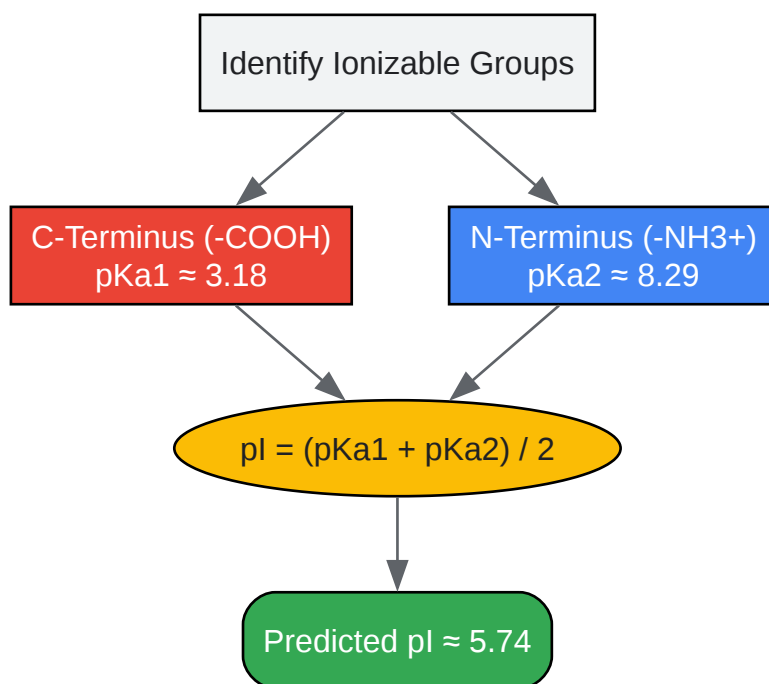 Identify Ionizable Groups
C-Terminus (-COOH)
pKa1 ≈ 3.18
N-Terminus (-NH3+)
pKa2 ≈ 8.29
pI = (pKa1 + pKa2) / 2
Predicted pI ≈ 5.74